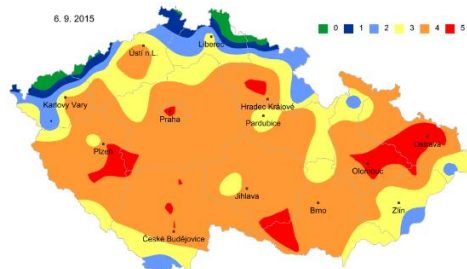 6. 9. 2015
0 1 2 3 4 5
Liberec
Ústí n.L.
Karlovy Vary
Hradec Králové
Praha
Pardubice
Ostrava
Plzeň
Olomouc
Jihlava
Brno
Zlín
České Budějovice